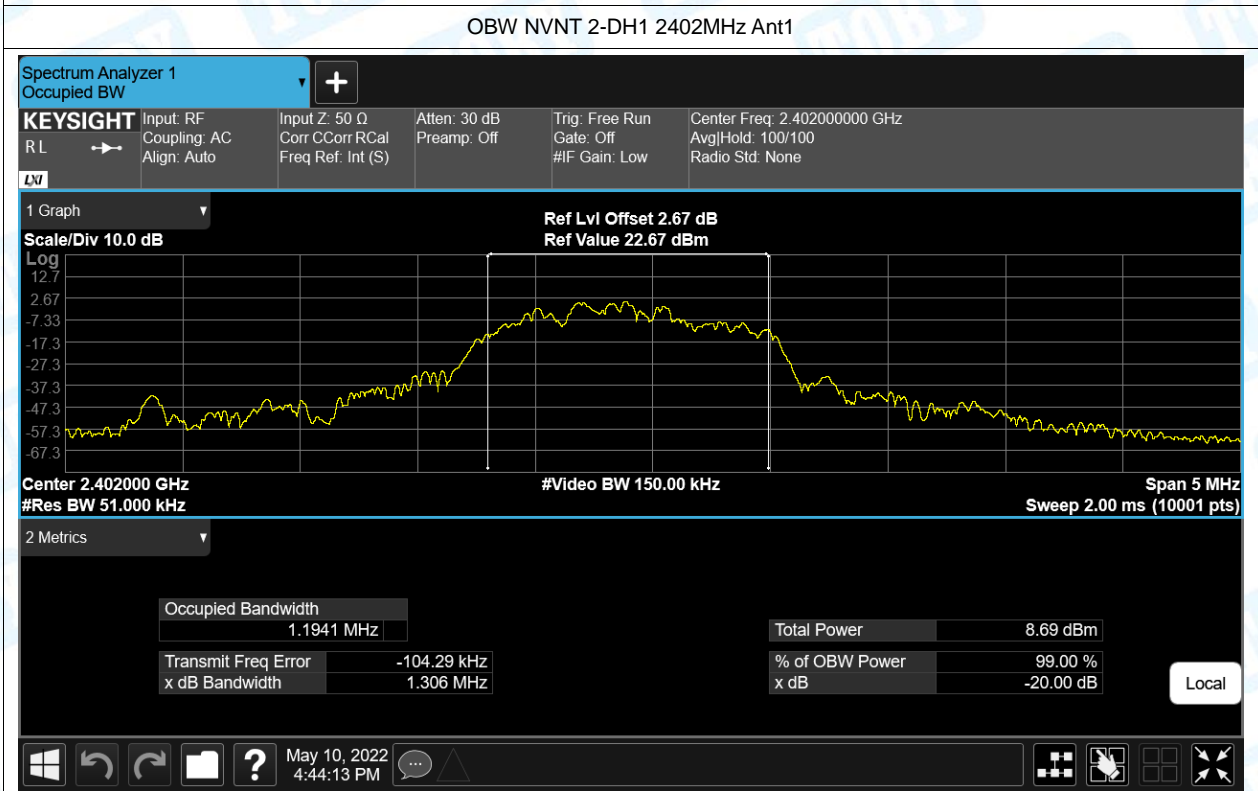 OBW NVNT 2-DH1 2402MHz Ant1
Spectrum Analyzer 1
Occupied BW
KEYSIGHT
R L
LXI
Input: RF
Coupling: AC
Align: Auto
Input Z: 50 Ω
Corr CCorr RCal
Freq Ref: Int (S)
Atten: 30 dB
Preamp: Off
Trig: Free Run
Gate: Off
#IF Gain: Low
Center Freq: 2.402000000 GHz
Avg|Hold: 100/100
Radio Std: None
1 Graph
Scale/Div 10.0 dB
Ref Lvl Offset 2.67 dB
Ref Value 22.67 dBm
Log
12.7
2.67
-7.33
-17.3
-27.3
-37.3
-47.3
-57.3
-67.3
Center 2.402000 GHz
#Video BW 150.00 kHz
Span 5 MHz
#Res BW 51.000 kHz
Sweep 2.00 ms (10001 pts)
2 Metrics
Occupied Bandwidth
1.1941 MHz
Total Power 8.69 dBm
Transmit Freq Error -104.29 kHz
% of OBW Power 99.00 %
x dB Bandwidth 1.306 MHz
x dB -20.00 dB
Local
May 10, 2022
4:44:13 PM